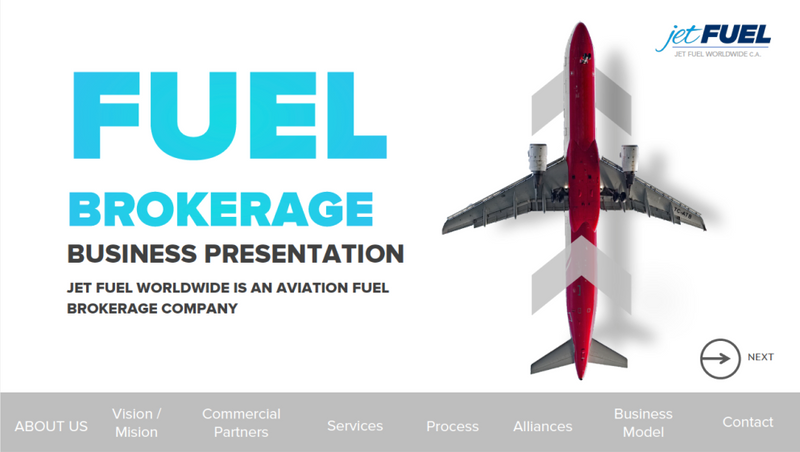 jetFUEL
JET FUEL WORLDWIDE C.A.
FUEL
BROKERAGE
BUSINESS PRESENTATION
JET FUEL WORLDWIDE IS AN AVIATION FUEL
BROKERAGE COMPANY
NEXT
ABOUT US
Vision /
Mision
Commercial
Partners
Services
Process
Alliances
Business
Model
Contact